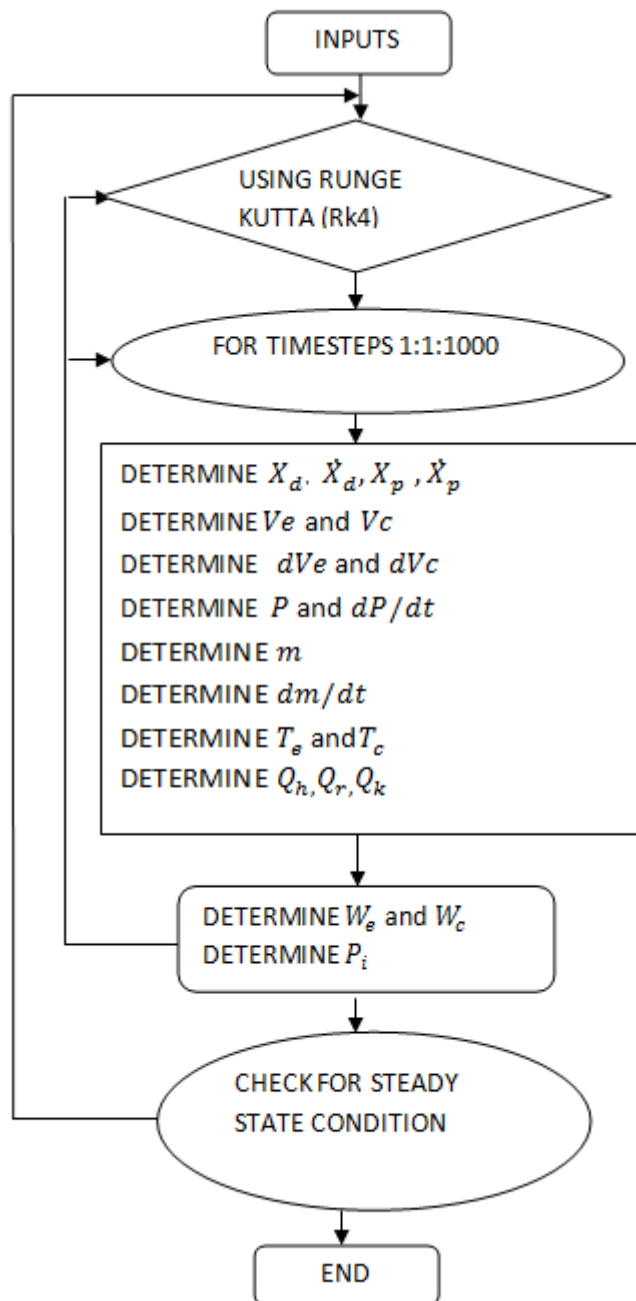 INPUTS
USING RUNGE
KUTTA (Rk4)
FOR TIMESTEPS 1:1:1000
DETERMINE X_d. Ẋ_d, X_p , Ẋ_p
DETERMINE Ve and Vc
DETERMINE dVe and dVc
DETERMINE P and dP/dt
DETERMINE m
DETERMINE dm/dt
DETERMINE T_e and T_c
DETERMINE Q_h, Q_r, Q_k
DETERMINE W_e and W_c
DETERMINE P_i
CHECK FOR STEADY
STATE CONDITION
END